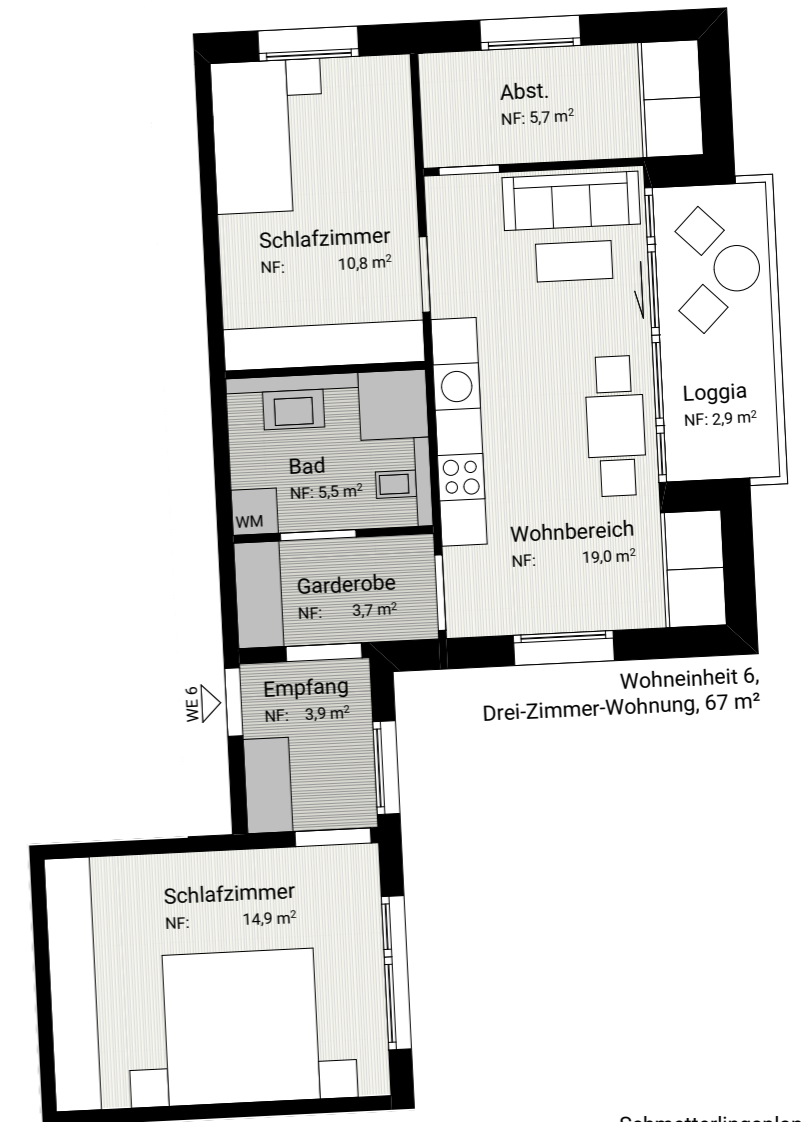 Abst.
NF: 5,7 m²
Schlafzimmer
NF: 10,8 m²
Loggia
NF: 2,9 m²
Bad
NF: 5,5 m²
WM
Wohnbereich
NF: 19,0 m²
Garderobe
NF: 3,7 m²
Empfang
NF: 3,9 m²
WE 6
Wohneinheit 6,
Drei-Zimmer-Wohnung, 67 m²
Schlafzimmer
NF: 14,9 m²